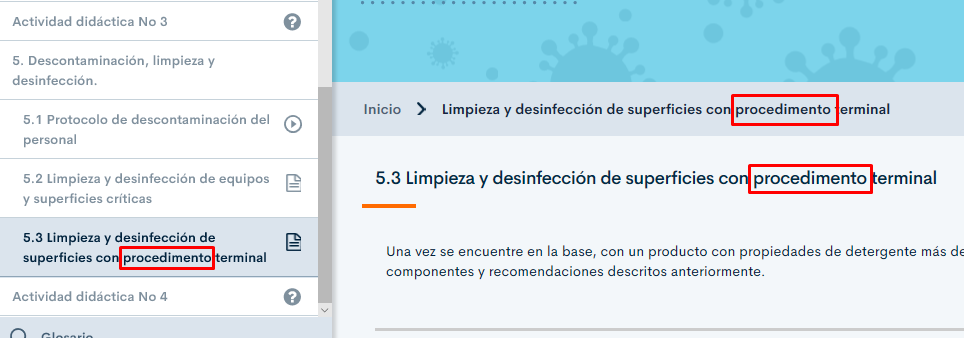 Actividad didáctica No 3
5. Descontaminación, limpieza y
desinfección.
5.1 Protocolo de descontaminación del
personal
5.2 Limpieza y desinfección de equipos
y superficies críticas
5.3 Limpieza y desinfección de
superficies con procedimento terminal
Actividad didáctica No 4
Glosario
Inicio > Limpieza y desinfección de superficies con procedimento terminal
5.3 Limpieza y desinfección de superficies con procedimento terminal
Una vez se encuentre en la base, con un producto con propiedades de detergente más de
componentes y recomendaciones descritos anteriormente.